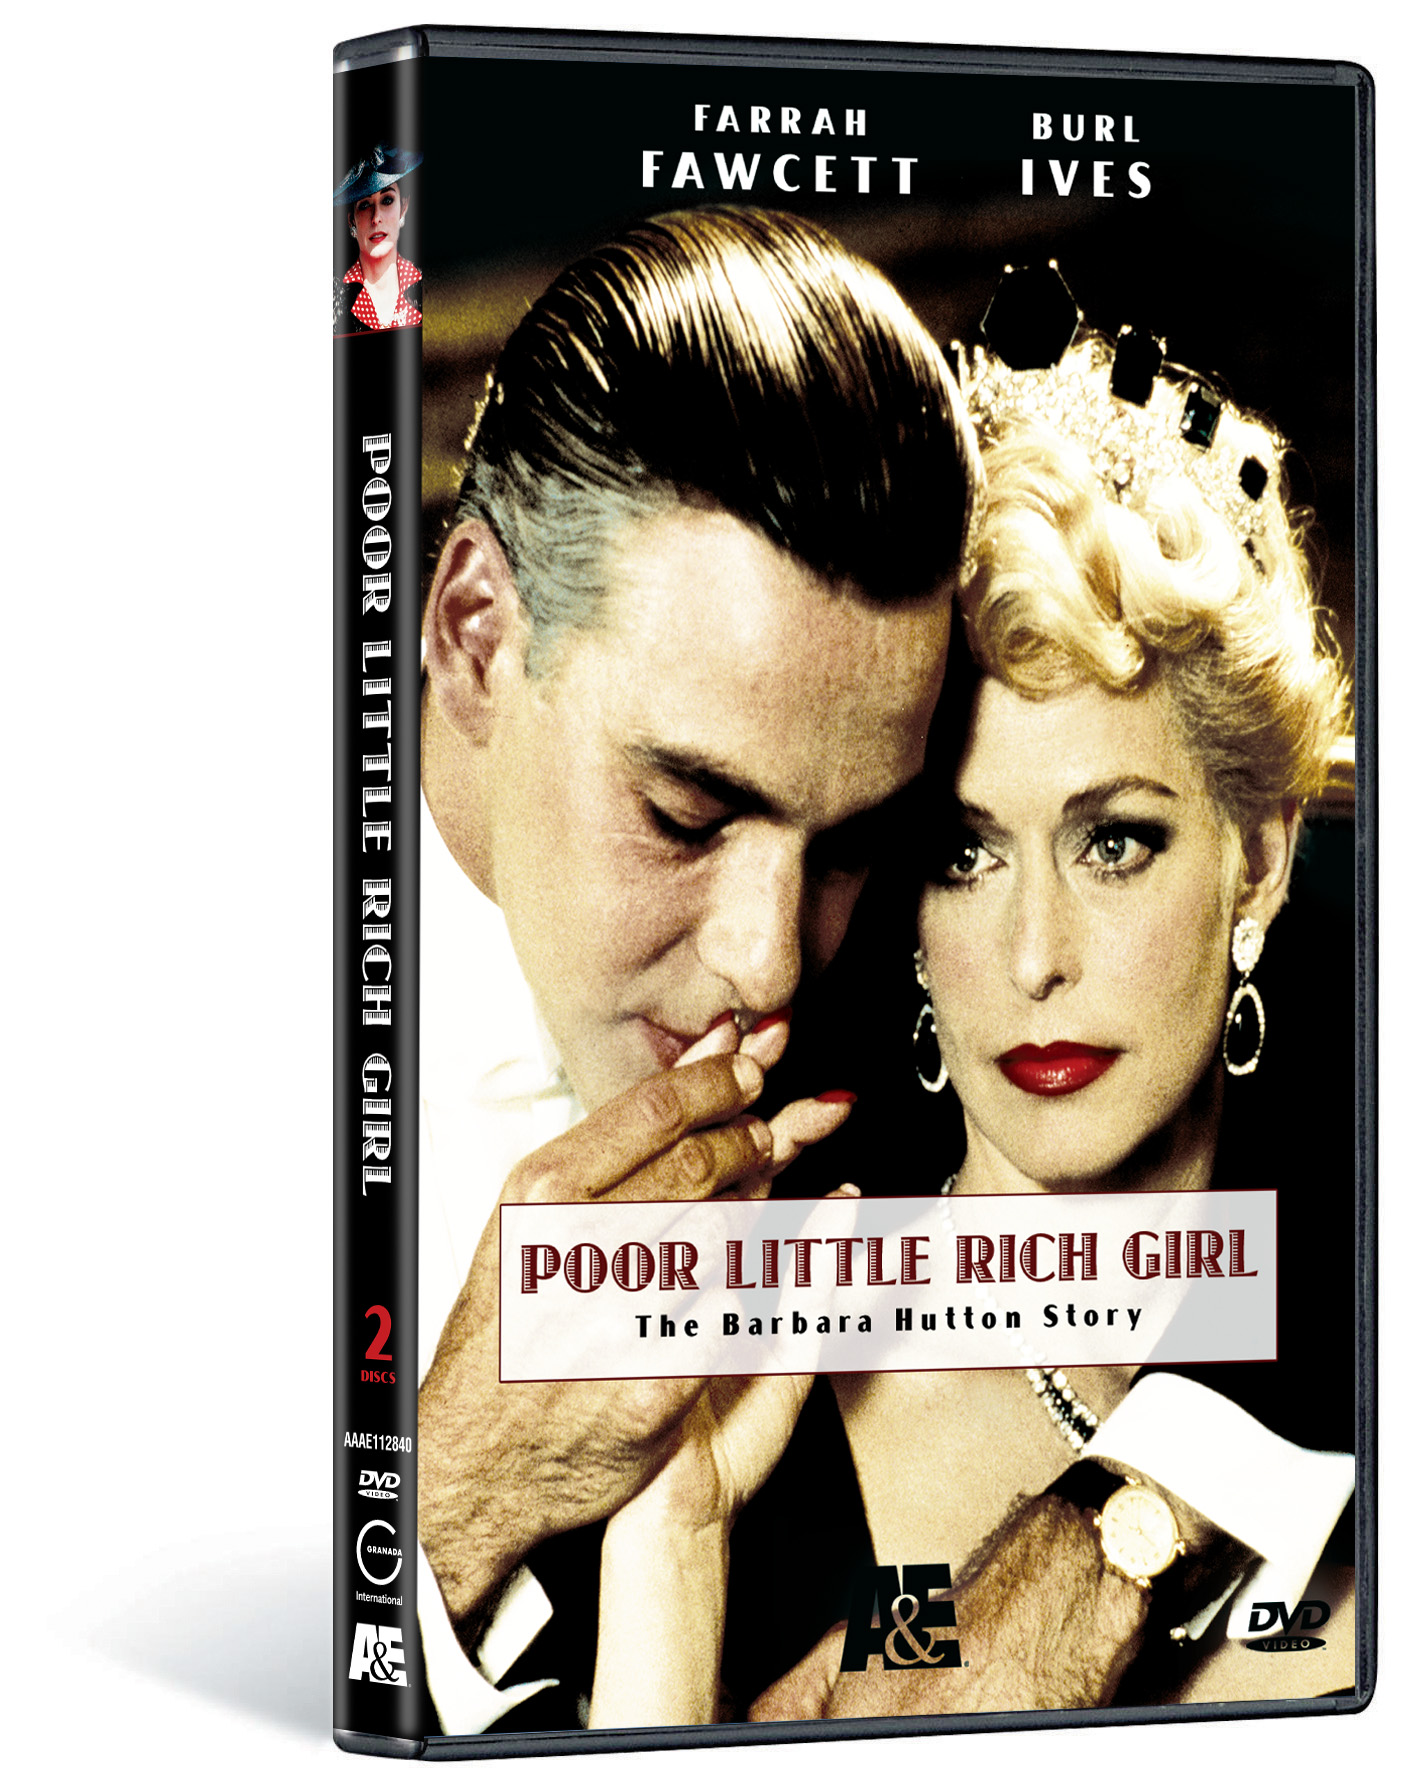 FARRAH
FAWCETT
BURL
IVES
POOR LITTLE RICH GIRL
The Barbara Hutton Story
A&E
DVD
VIDEO
POOR LITTLE RICH GIRL
2
DISCS
AAAE112840
DVD
VIDEO
GRANADA
International
A&E